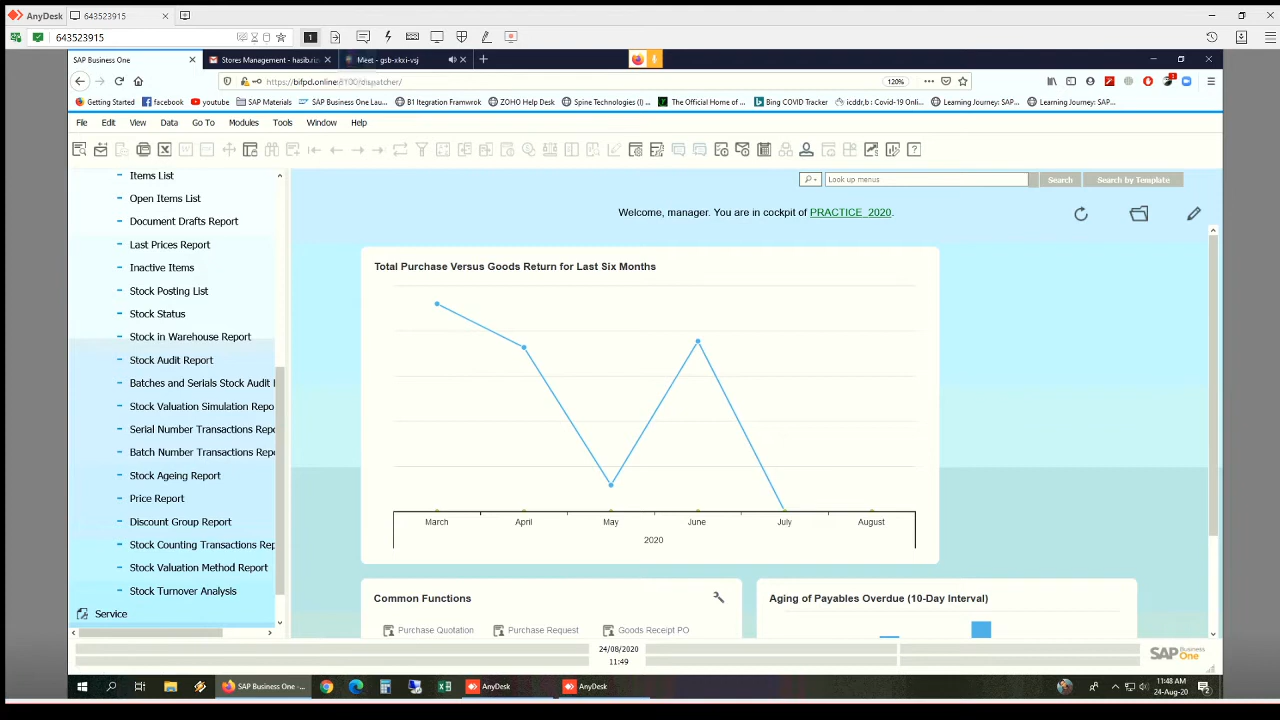 AnyDesk 643523915
643523915 1
SAP Business One Stores Management - hasib.riz Meet - gsb-xkxi-vsj
https://bifpd.online:8100/dispatcher/ 120%
Getting Started facebook youtube SAP Materials SAP Business One Lau... B1 Itegration Framwrok ZOHO Help Desk Spine Technologies (I... The Official Home of ... Bing COVID Tracker icddr,b : Covid-19 Onli... Learning Journey: SAP... Learning Journey: SAP...
File Edit View Data Go To Modules Tools Window Help
Items List
Open Items List
Document Drafts Report
Last Prices Report
Inactive Items
Stock Posting List
Stock Status
Stock in Warehouse Report
Stock Audit Report
Batches and Serials Stock Audit
Stock Valuation Simulation Repo
Serial Number Transactions Repo
Batch Number Transactions Repo
Stock Ageing Report
Price Report
Discount Group Report
Stock Counting Transactions Rep
Stock Valuation Method Report
Stock Turnover Analysis
Service
Look up menus Search Search by Template
Welcome, manager. You are in cockpit of PRACTICE_2020.
Total Purchase Versus Goods Return for Last Six Months
March April May June July August
2020
Common Functions
Purchase Quotation Purchase Request Goods Receipt PO
Aging of Payables Overdue (10-Day Interval)
24/08/2020
11:49
SAP Business One
SAP Business One -... AnyDesk AnyDesk
11:48 AM
24-Aug-20
2